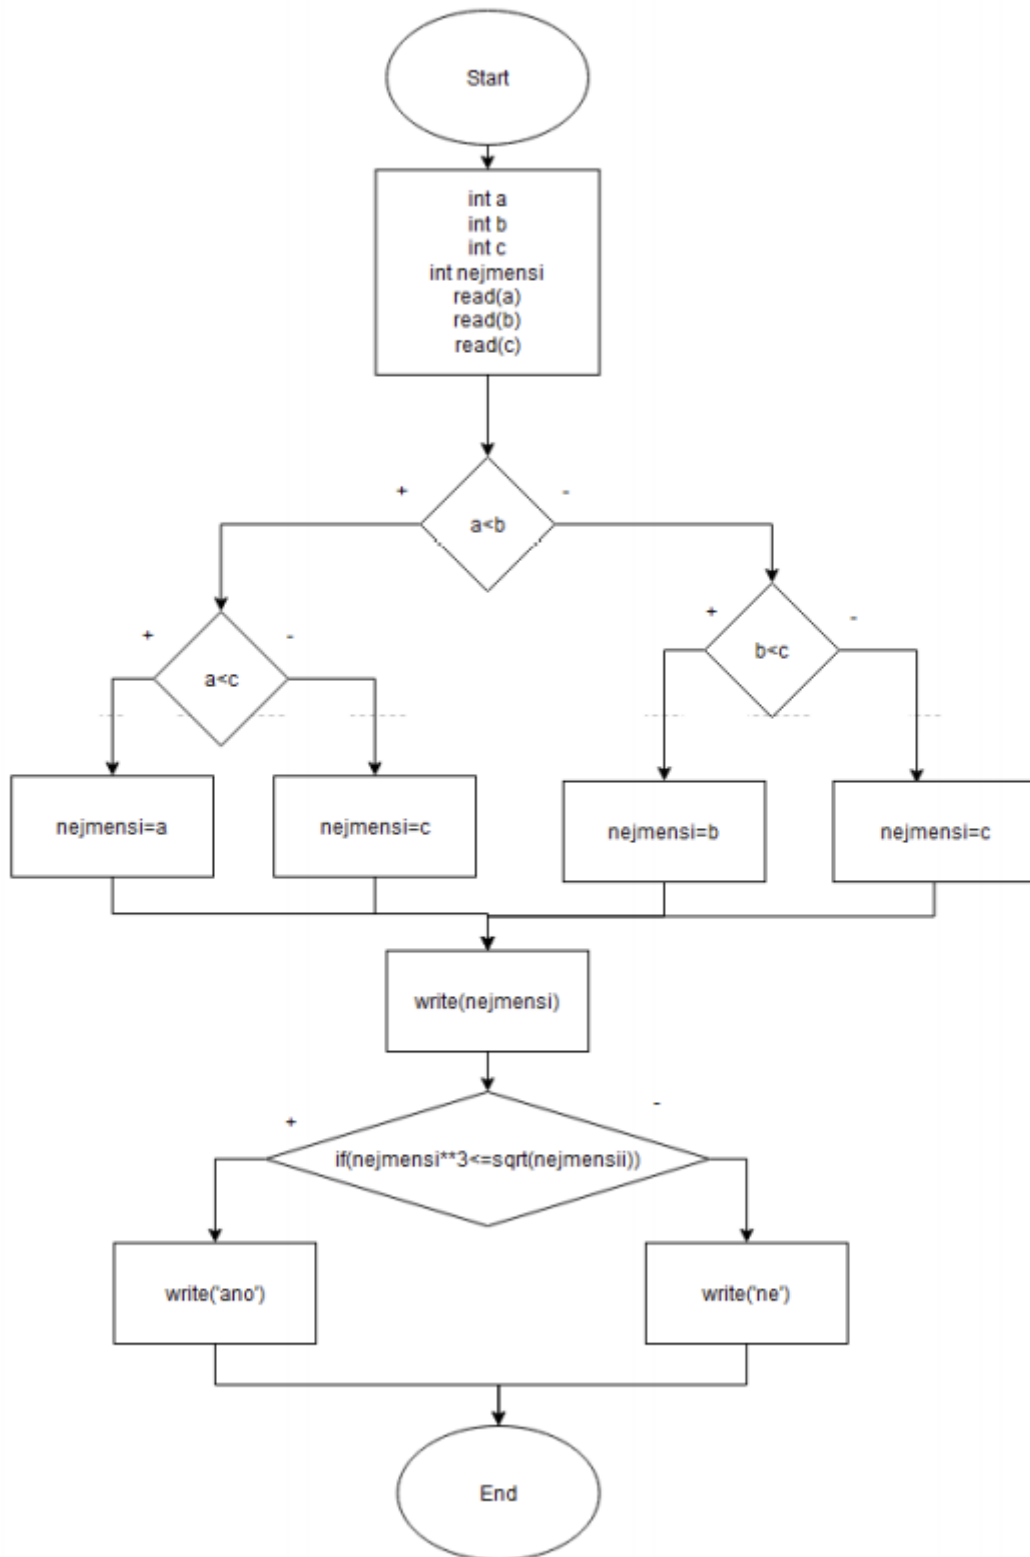 Start
int a
int b
int c
int nejmensi
read(a)
read(b)
read(c)
+
-
a<b
+
-
a<c
+
-
b<c
nejmensi=a
nejmensi=c
nejmensi=b
nejmensi=c
write(nejmensi)
+
-
if(nejmensi**3<=sqrt(nejmensii))
write('ano')
write('ne')
End